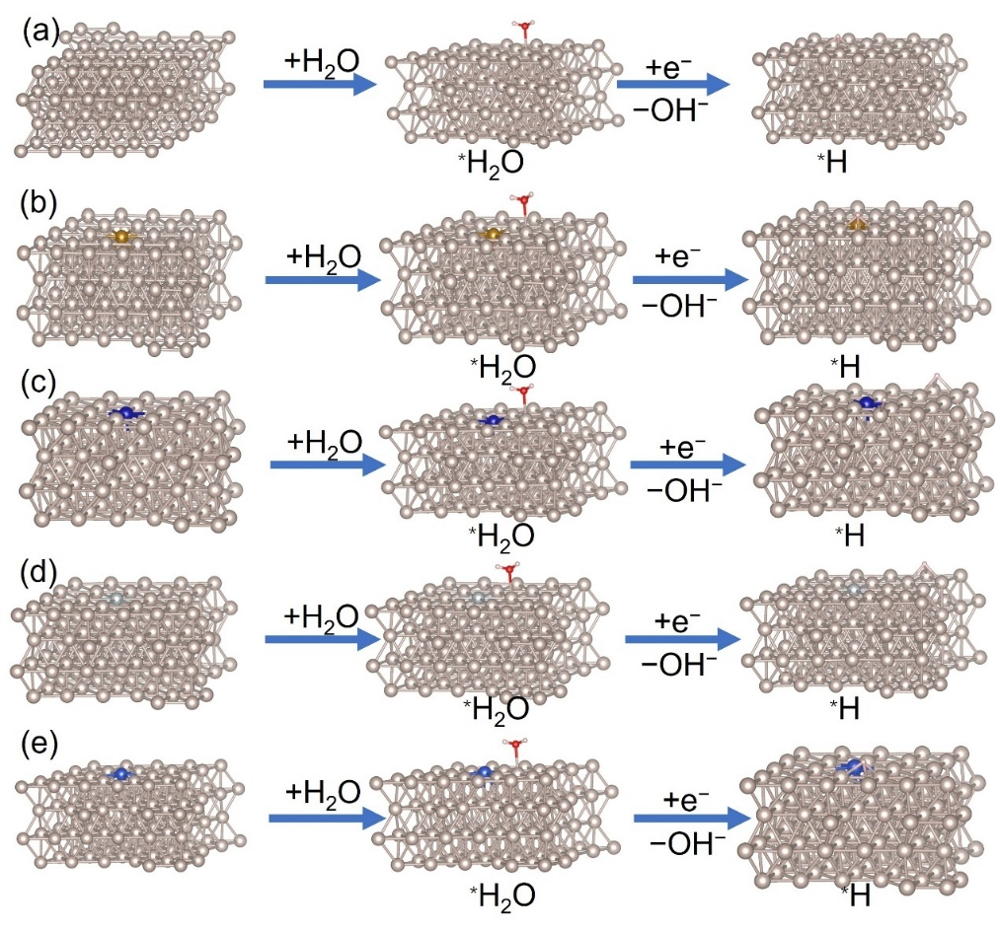 (a)
+H₂O
+e⁻
−OH⁻
*H₂O
*H
(b)
+H₂O
+e⁻
−OH⁻
*H₂O
*H
(c)
+H₂O
+e⁻
−OH⁻
*H₂O
*H
(d)
+H₂O
+e⁻
−OH⁻
*H₂O
*H
(e)
+H₂O
+e⁻
−OH⁻
*H₂O
*H